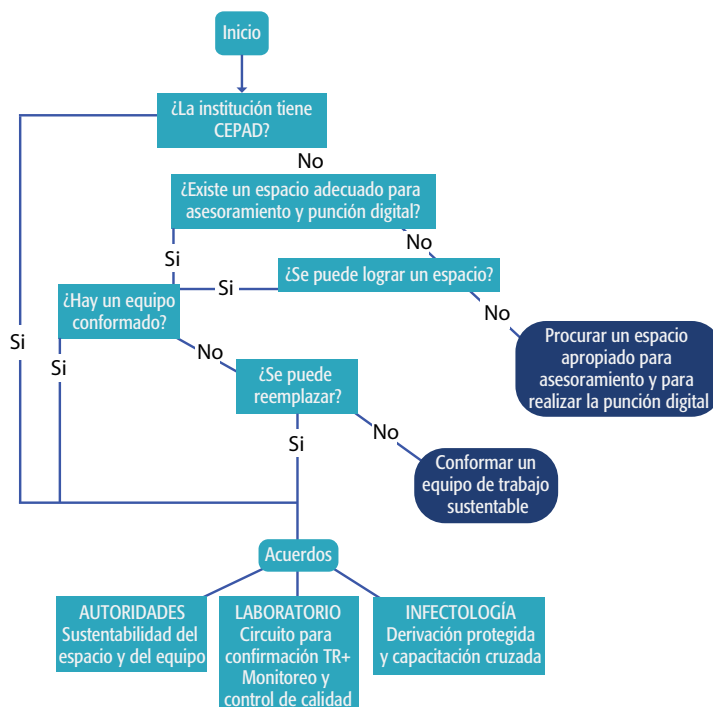 Inicio
¿La institución tiene
CEPAD?
No
¿Existe un espacio adecuado para
asesoramiento y punción digital?
No
Si
¿Se puede lograr un espacio?
Si
¿Hay un equipo
conformado?
No
Procurar un espacio
apropiado para
asesoramiento y para
realizar la punción digital
Si
Si
No
¿Se puede
reemplazar?
Si
No
Conformar un
equipo de trabajo
sustentable
Acuerdos
AUTORIDADES
Sustentabilidad del
espacio y del equipo
LABORATORIO
Circuito para
confirmación TR+
Monitoreo y
control de calidad
INFECTOLOGÍA
Derivación protegida
y capacitación cruzada